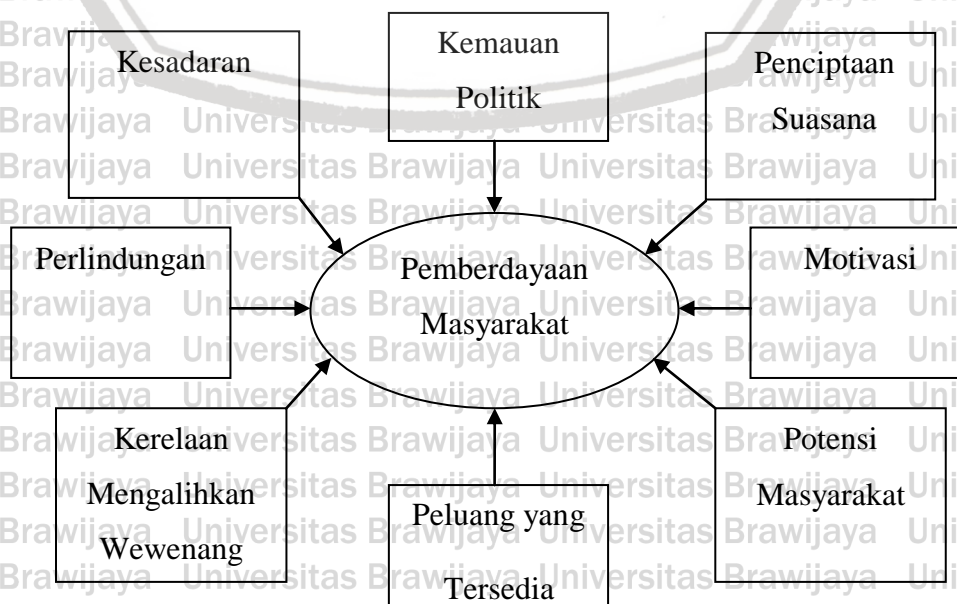 Kesadaran
Kemauan
Politik
Penciptaan
Suasana
Perlindungan
Pemberdayaan
Masyarakat
Motivasi
Kerelaan
Mengalihkan
Wewenang
Peluang yang
Tersedia
Potensi
Masyarakat